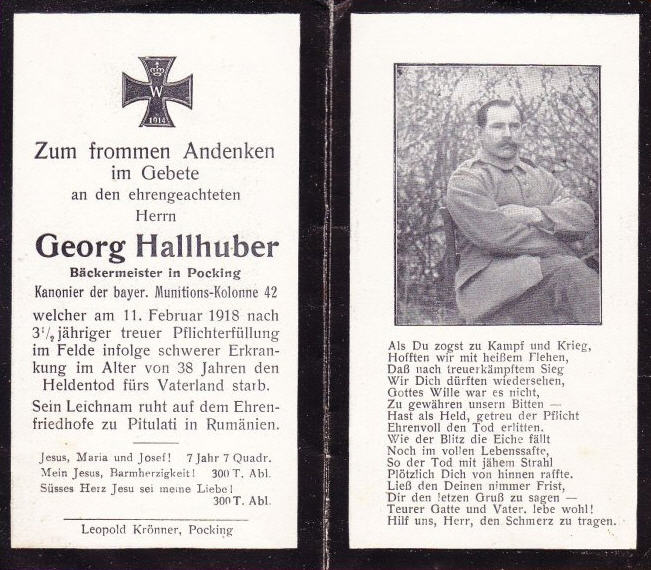 W
1914
Zum frommen Andenken
im Gebete
an den ehrengeachteten
Herrn
Georg Hallhuber
Bäckermeister in Pocking
Kanonier der bayer. Munitions-Kolonne 42
welcher am 11. Februar 1918 nach
3½ jähriger treuer Pflichterfüllung
im Felde infolge schwerer Erkran-
kung im Alter von 38 Jahren den
Heldentod fürs Vaterland starb.
Sein Leichnam ruht auf dem Ehren-
friedhofe zu Pitulati in Rumänien.
Jesus, Maria und Josef! 7 Jahr 7 Quadr.
Mein Jesus, Barmherzigkeit! 300 T. Abl.
Süsses Herz Jesu sei meine Liebe!
300 T. Abl.
Leopold Krönner, Pocking
Als Du zogst zu Kampf und Krieg,
Hofften wir mit heißem Flehen,
Daß nach treuerkämpftem Sieg
Wir Dich dürften wiedersehen,
Gottes Wille war es nicht,
Zu gewähren unsern Bitten —
Hast als Held, getreu der Pflicht
Ehrenvoll den Tod erlitten.
Wie der Blitz die Eiche fällt
Noch im vollen Lebenssafte,
So der Tod mit jähem Strahl
Plötzlich Dich von hinnen raffte.
Ließ den Deinen nimmer Frist,
Dir den letzen Gruß zu sagen —
Teurer Gatte und Vater, lebe wohl!
Hilf uns, Herr, den Schmerz zu tragen.